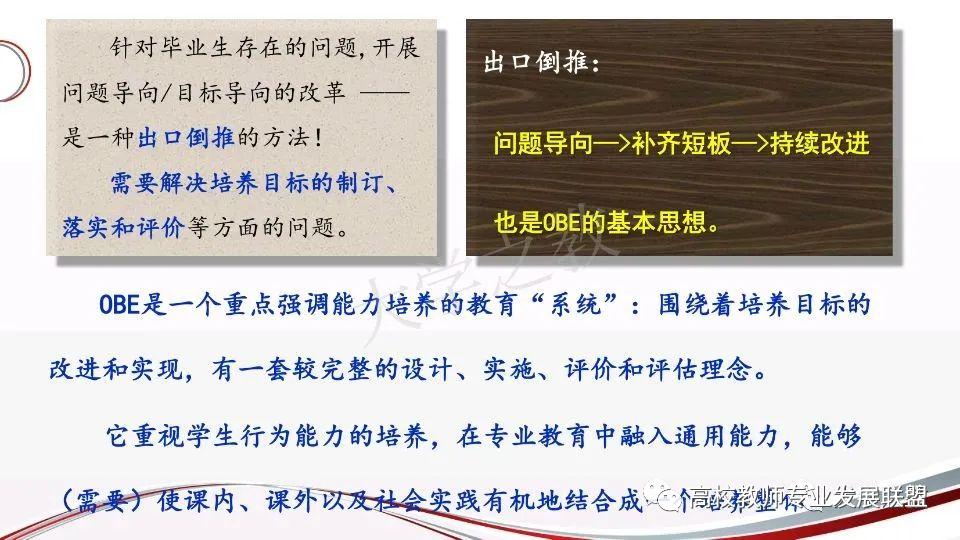 针对毕业生存在的问题,开展
问题导向/目标导向的改革 ——
是一种出口倒推的方法！
需要解决培养目标的制订、
落实和评价等方面的问题。
出口倒推：
问题导向—>补齐短板—>持续改进
也是OBE的基本思想。
大学之教
OBE是一个重点强调能力培养的教育“系统”：围绕着培养目标的
改进和实现，有一套较完整的设计、实施、评价和评估理念。
它重视学生行为能力的培养，在专业教育中融入通用能力，能够
（需要）使课内、课外以及社会实践有机地结合成
高校教师专业发展联盟